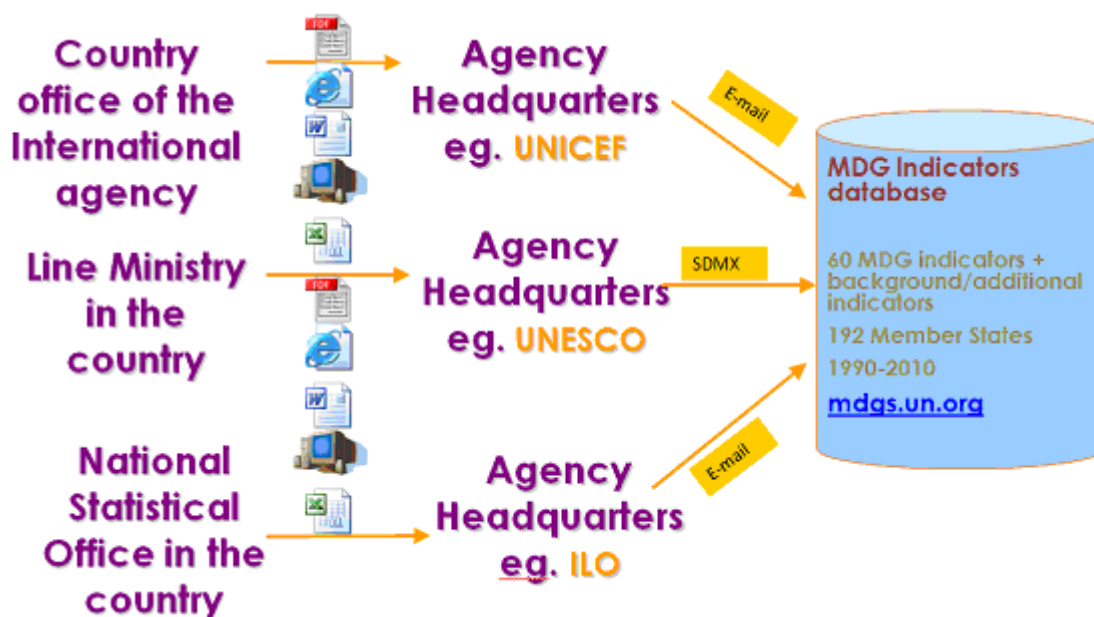 Country
office of the
International
agency
Line Ministry
in the
country
National
Statistical
Office in the
country
PDF
PDF
Agency
Headquarters
eg. UNICEF
Agency
Headquarters
eg. UNESCO
Agency
Headquarters
eg. ILO
E-mail
SDMX
E-mail
MDG Indicators
database
60 MDG indicators +
background/additional
indicators
192 Member States
1990-2010
mdgs.un.org